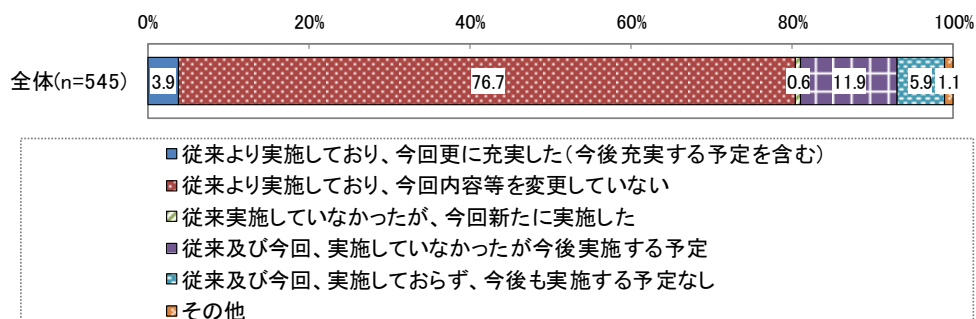 0% 20% 40% 60% 80% 100%
全体(n=545) 3.9 76.7 0.6 11.9 5.9 1.1
従来より実施しており、今回更に充実した(今後充実する予定を含む)
従来より実施しており、今回内容等を変更していない
従来実施していなかったが、今回新たに実施した
従来及び今回、実施していなかったが今後実施する予定
従来及び今回、実施しておらず、今後も実施する予定なし
その他